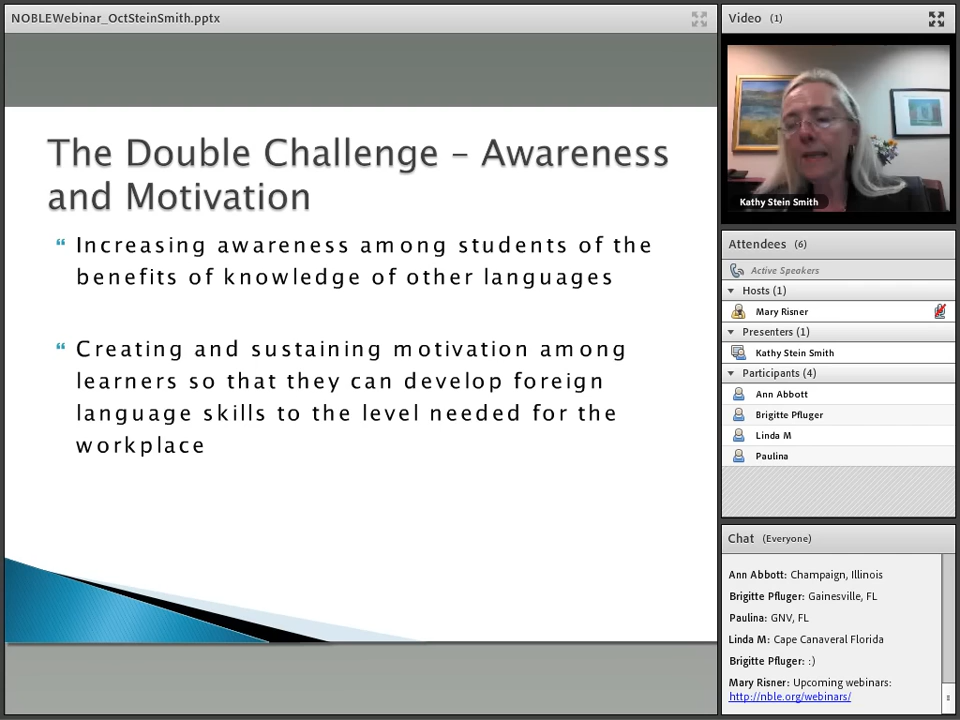 NOBLEWebinar_OctSteinSmith.pptx
The Double Challenge – Awareness
and Motivation
“ Increasing awareness among students of the
benefits of knowledge of other languages
“ Creating and sustaining motivation among
learners so that they can develop foreign
language skills to the level needed for the
workplace
Video (1)
Kathy Stein Smith
Attendees (6)
Active Speakers
Hosts (1)
Mary Risner
Presenters (1)
Kathy Stein Smith
Participants (4)
Ann Abbott
Brigitte Pfluger
Linda M
Paulina
Chat (Everyone)
Ann Abbott: Champaign, Illinois
Brigitte Pfluger: Gainesville, FL
Paulina: GNV, FL
Linda M: Cape Canaveral Florida
Brigitte Pfluger: :)
Mary Risner: Upcoming webinars:
http://nble.org/webinars/